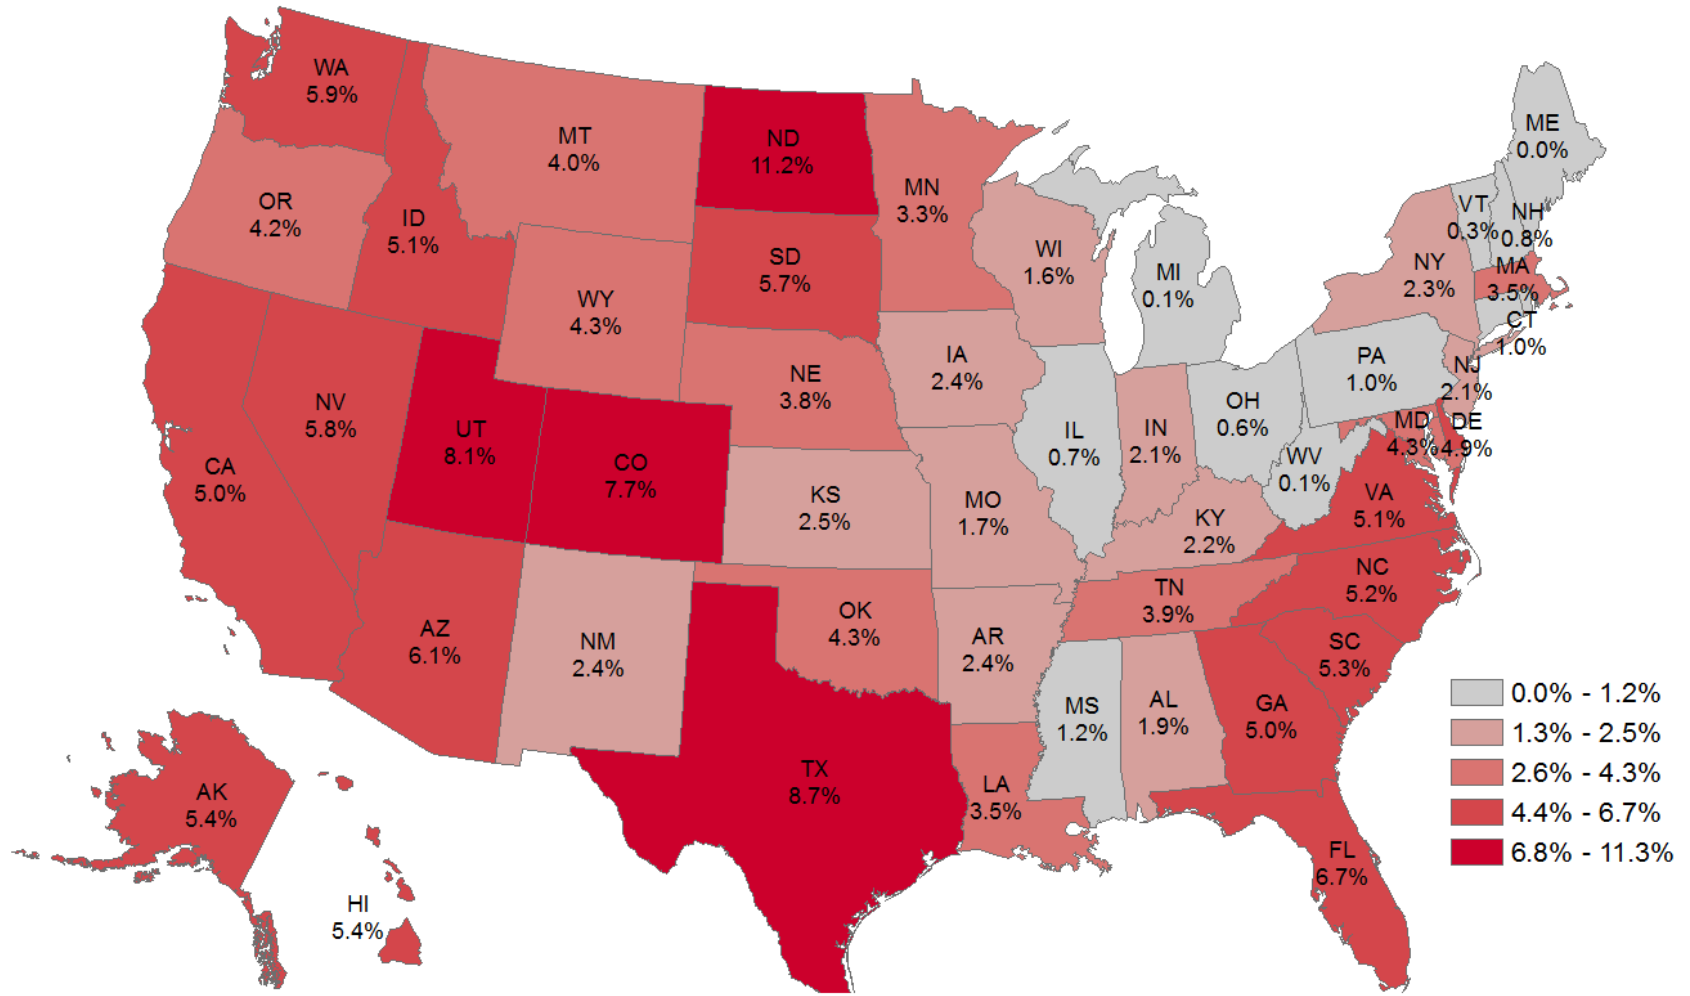 WA
5.9%
MT
4.0%
ND
11.2%
MN
3.3%
ME
0.0%
OR
4.2%
ID
5.1%
SD
5.7%
WI
1.6%
MI
0.1%
VT
0.3%
NH
0.8%
NY
2.3%
MA
3.5%
CT
1.0%
WY
4.3%
NE
3.8%
IA
2.4%
PA
1.0%
NJ
2.1%
NV
5.8%
UT
8.1%
CO
7.7%
IL
0.7%
IN
2.1%
OH
0.6%
WV
0.1%
MD
4.3%
DE
4.9%
CA
5.0%
KS
2.5%
MO
1.7%
KY
2.2%
VA
5.1%
AZ
6.1%
NM
2.4%
OK
4.3%
AR
2.4%
TN
3.9%
NC
5.2%
SC
5.3%
MS
1.2%
AL
1.9%
GA
5.0%
TX
8.7%
LA
3.5%
FL
6.7%
AK
5.4%
HI
5.4%
0.0% - 1.2%
1.3% - 2.5%
2.6% - 4.3%
4.4% - 6.7%
6.8% - 11.3%